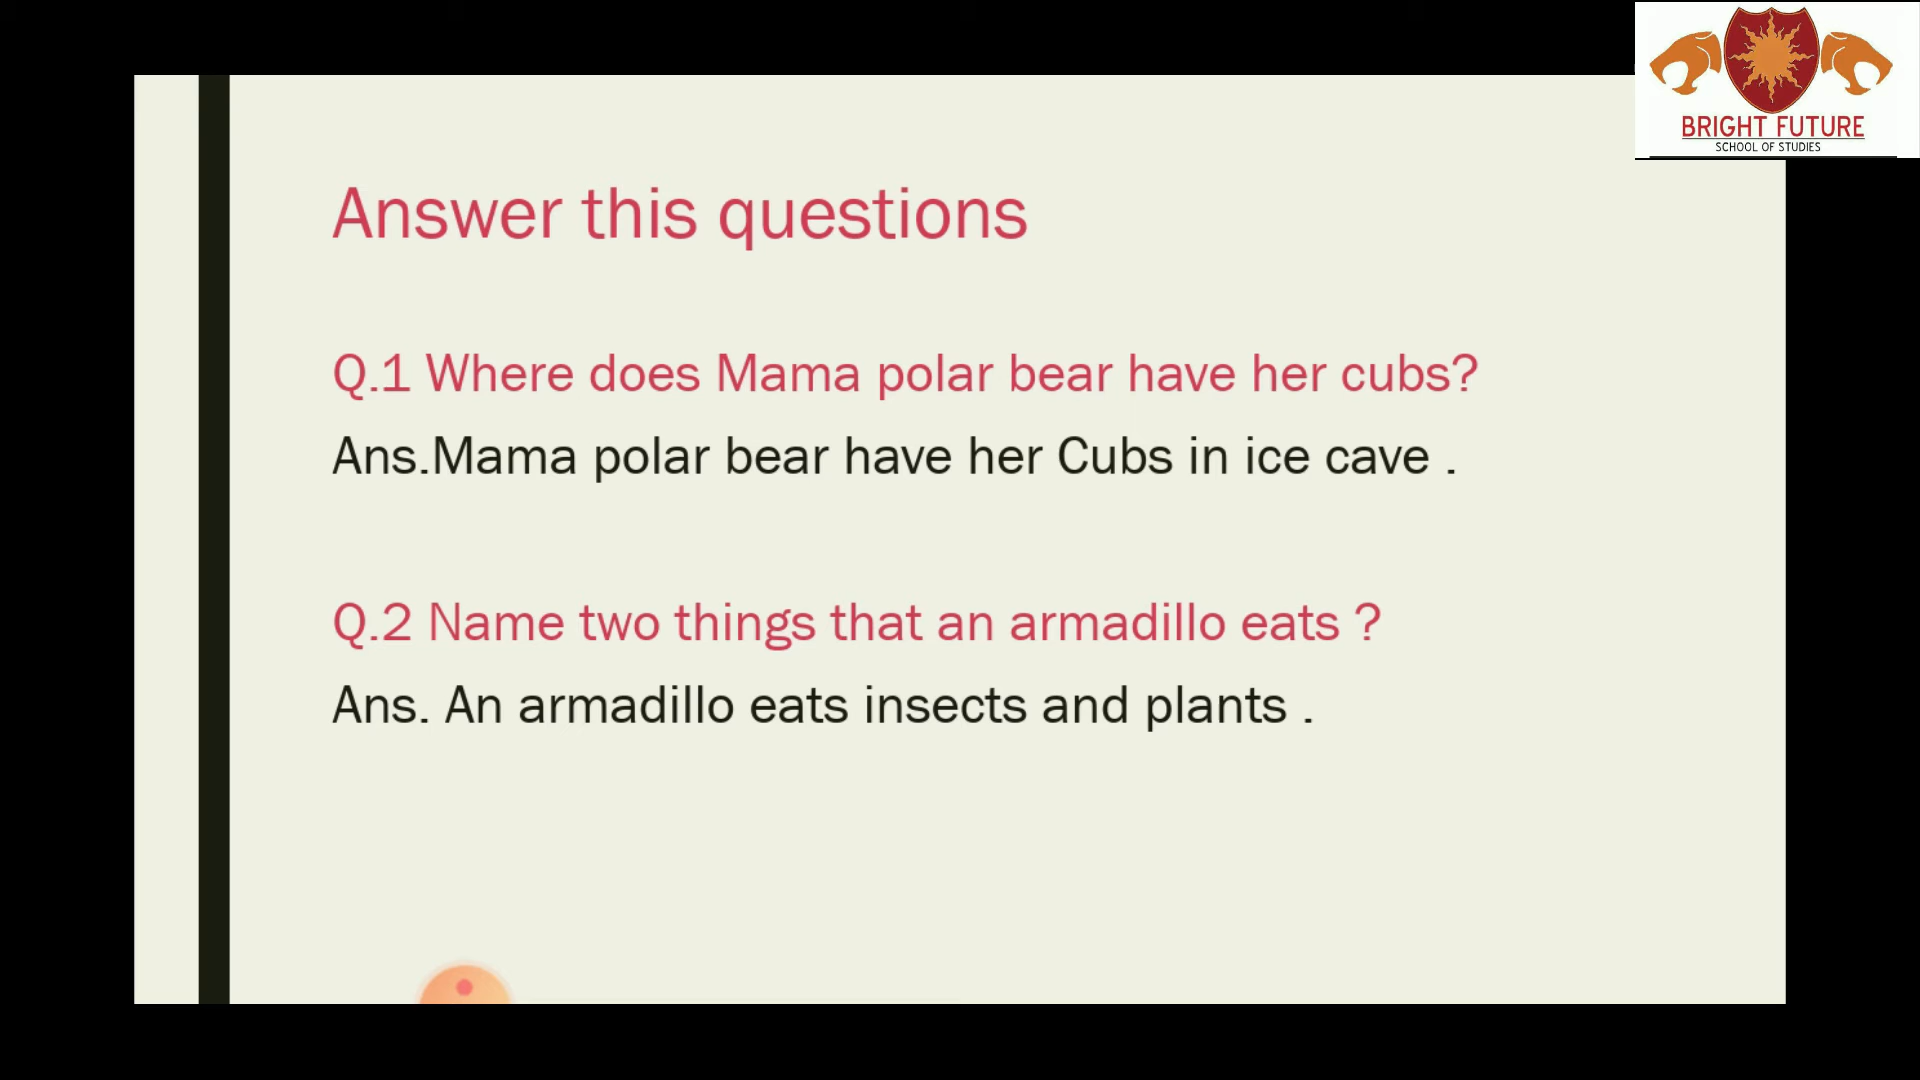 BRIGHT FUTURE
SCHOOL OF STUDIES
Answer this questions
Q.1 Where does Mama polar bear have her cubs?
Ans.Mama polar bear have her Cubs in ice cave .
Q.2 Name two things that an armadillo eats ?
Ans. An armadillo eats insects and plants .